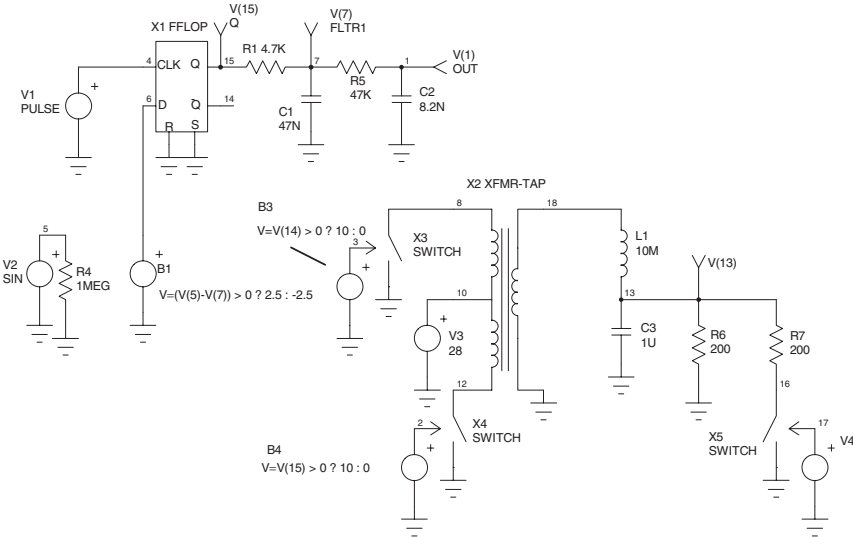 V(15)
Q
V(7)
FLTR1
X1 FFLOP
R1 4.7K
V(1)
OUT
4
CLK
Q
15
7
1
R5
47K
C2
8.2N
V1
PULSE
+
6
D
Q
14
C1
47N
R
S
X2 XFMR-TAP
B3
V=V(14) > 0 ? 10 : 0
8
18
5
V2
SIN
+
R4
1MEG
+
B1
V=(V(5)-V(7)) > 0 ? 2.5 : -2.5
3
X3
SWITCH
+
L1
10M
V(13)
10
+
V3
28
13
C3
1U
R6
200
R7
200
12
16
B4
V=V(15) > 0 ? 10 : 0
2
+
X4
SWITCH
X5
SWITCH
17
+
V4